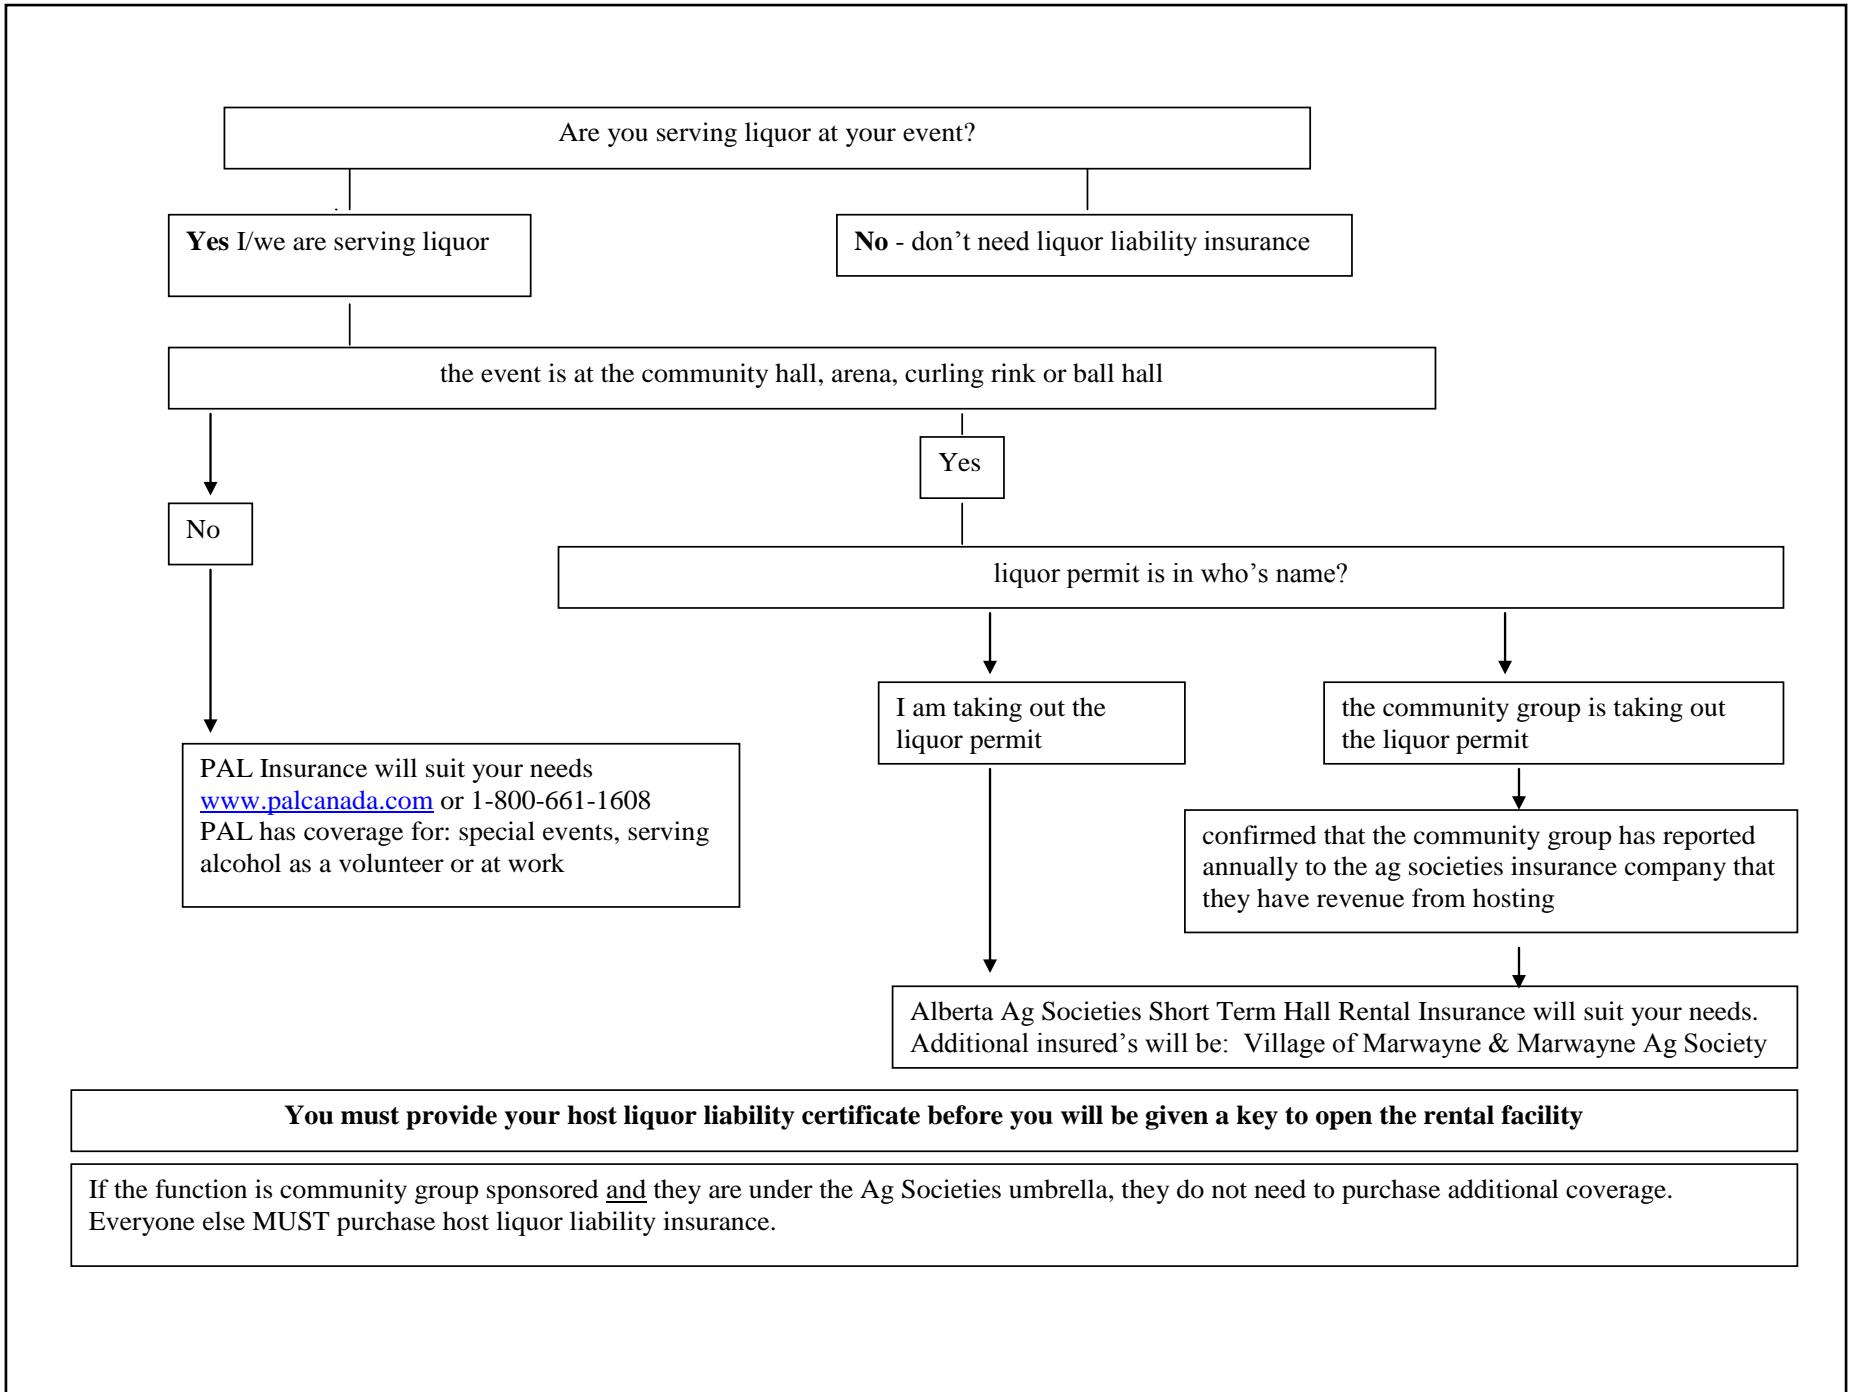 Are you serving liquor at your event?
Yes I/we are serving liquor
No - don't need liquor liability insurance
the event is at the community hall, arena, curling rink or ball hall
Yes
No
liquor permit is in who's name?
I am taking out the
liquor permit
the community group is taking out
the liquor permit
PAL Insurance will suit your needs
www.palcanada.com or 1-800-661-1608
PAL has coverage for: special events, serving
alcohol as a volunteer or at work
confirmed that the community group has reported
annually to the ag societies insurance company that
they have revenue from hosting
Alberta Ag Societies Short Term Hall Rental Insurance will suit your needs.
Additional insured's will be: Village of Marwayne & Marwayne Ag Society
You must provide your host liquor liability certificate before you will be given a key to open the rental facility
If the function is community group sponsored and they are under the Ag Societies umbrella, they do not need to purchase additional coverage.
Everyone else MUST purchase host liquor liability insurance.